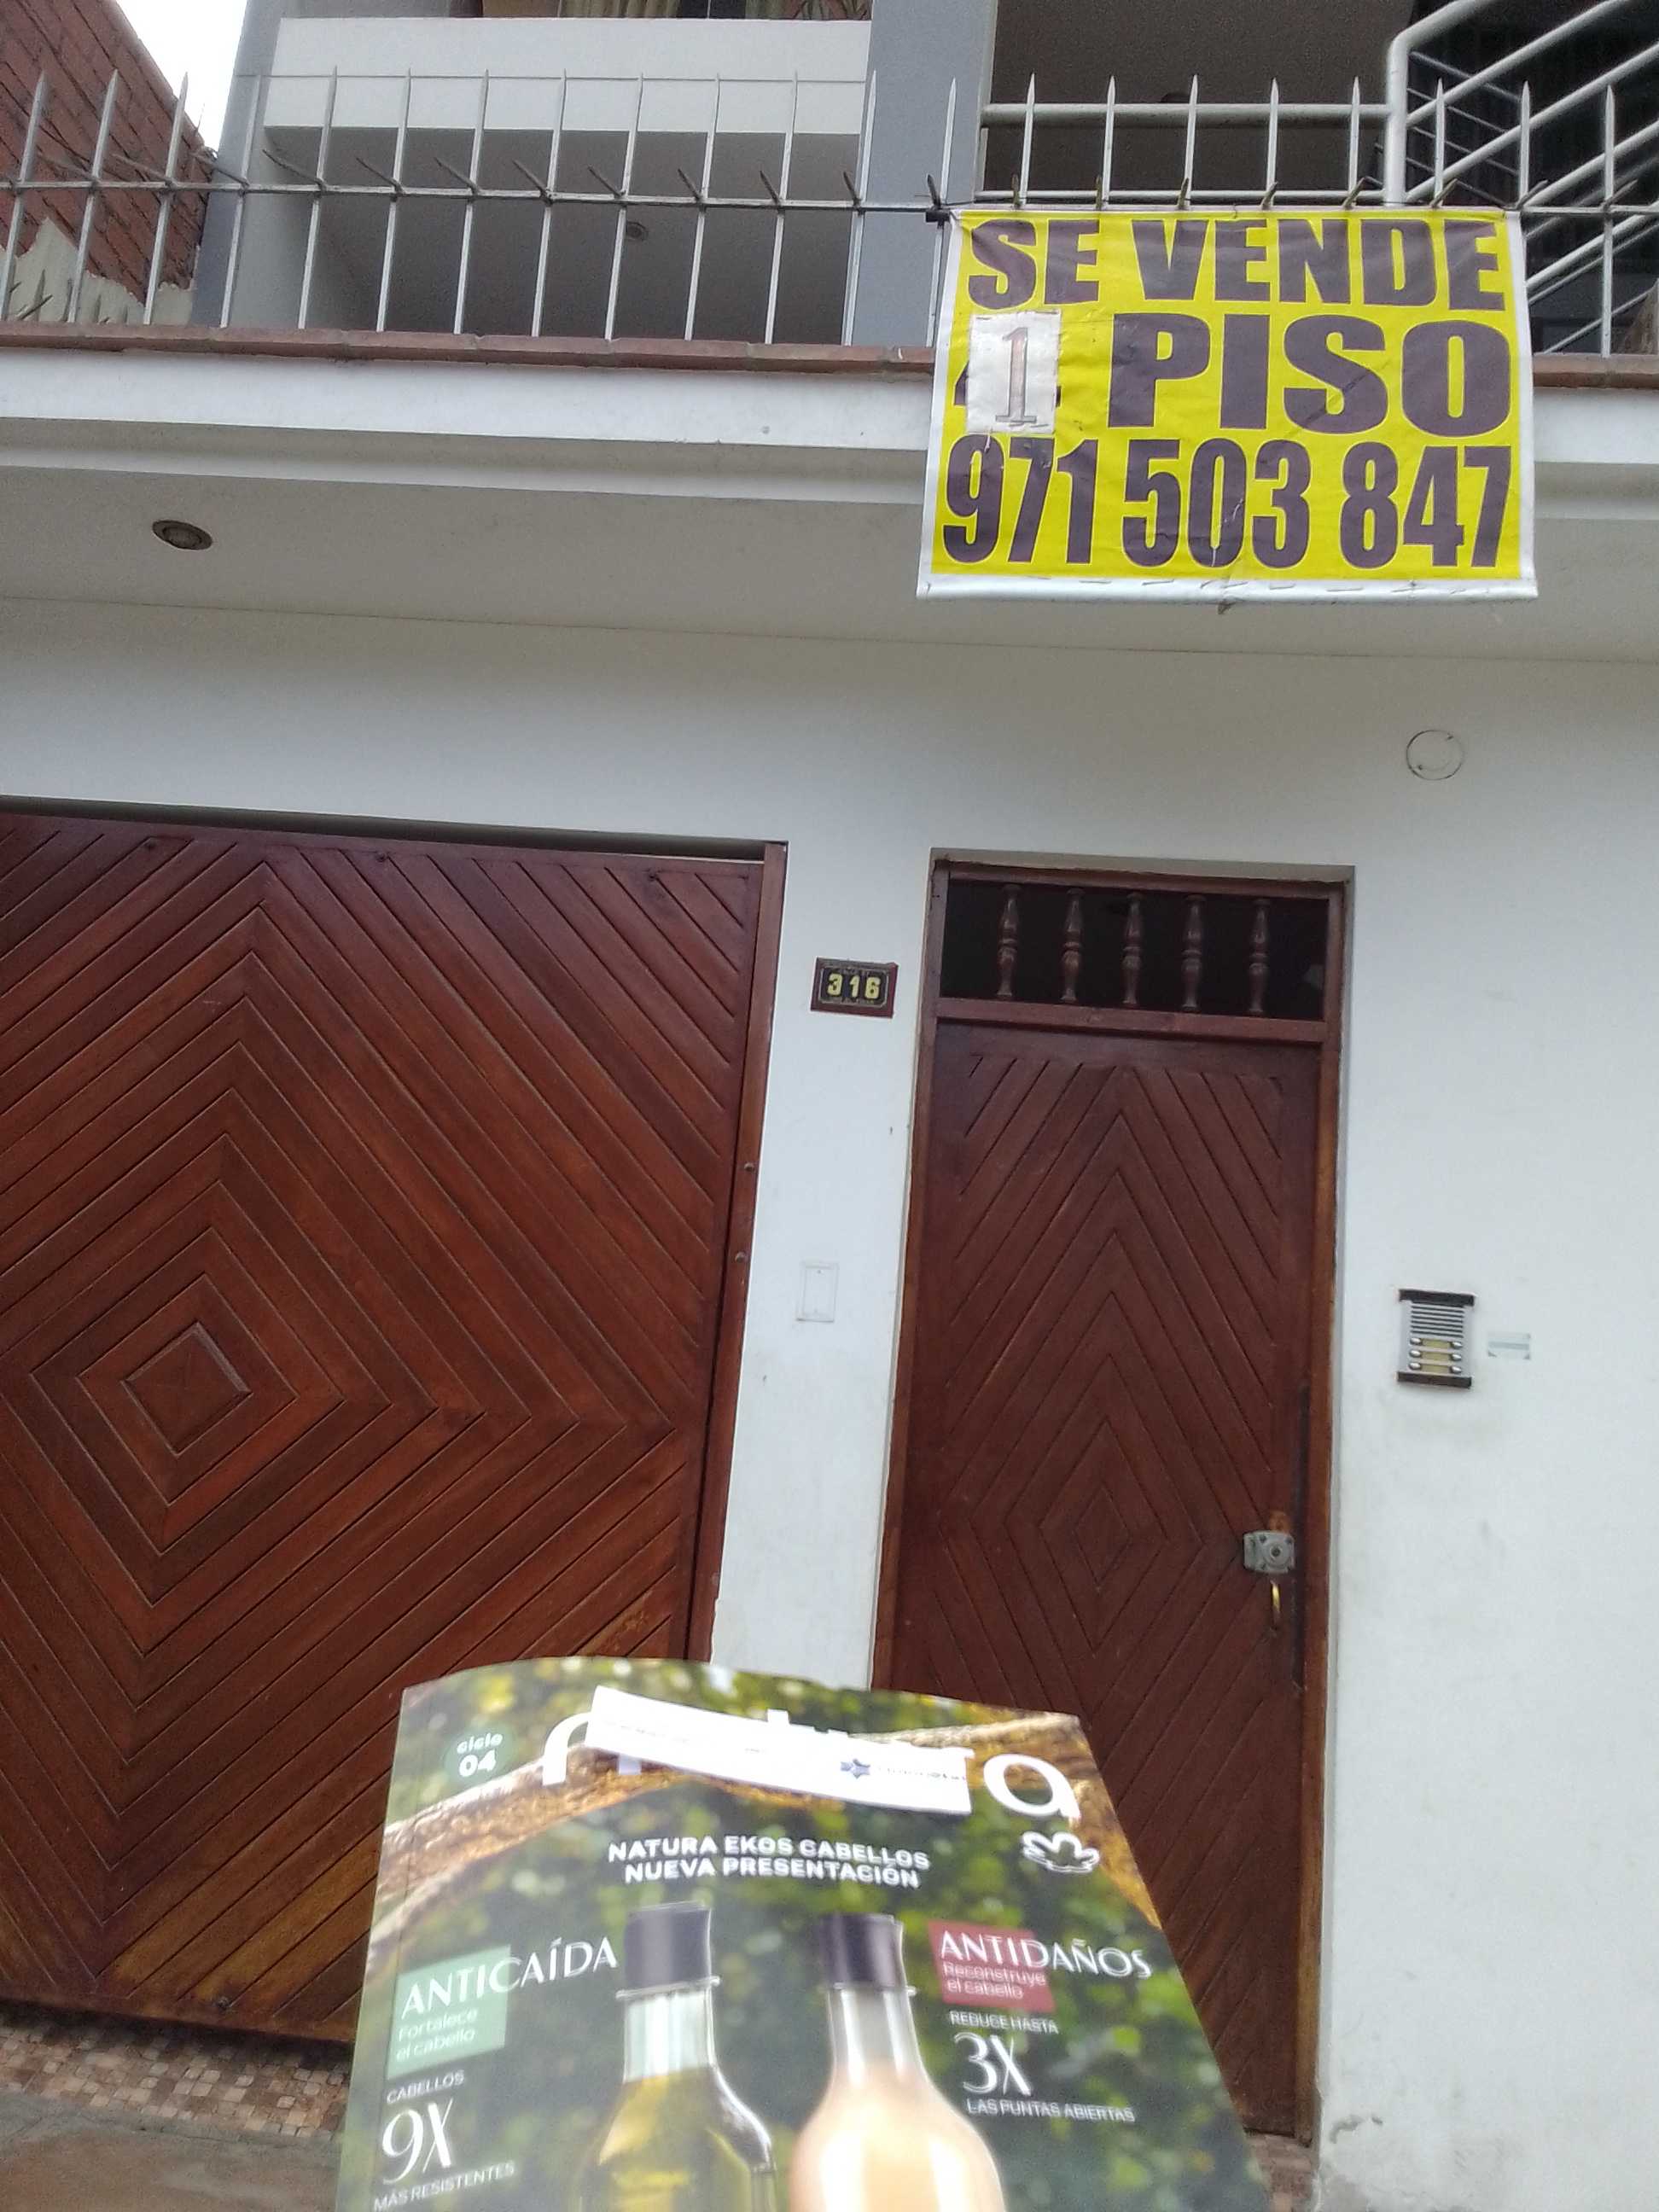 SE VENDE
1 PISO
971 503 847
316
ciclo
04
NATURA EKOS CABELLOS
NUEVA PRESENTACIÓN
ANTICAÍDA
Fortalece
el cabello
CABELLOS
9X
MÁS RESISTENTES
ANTIDAÑOS
Reconstruye
el cabello
REDUCE HASTA
3X
LAS PUNTAS ABIERTAS